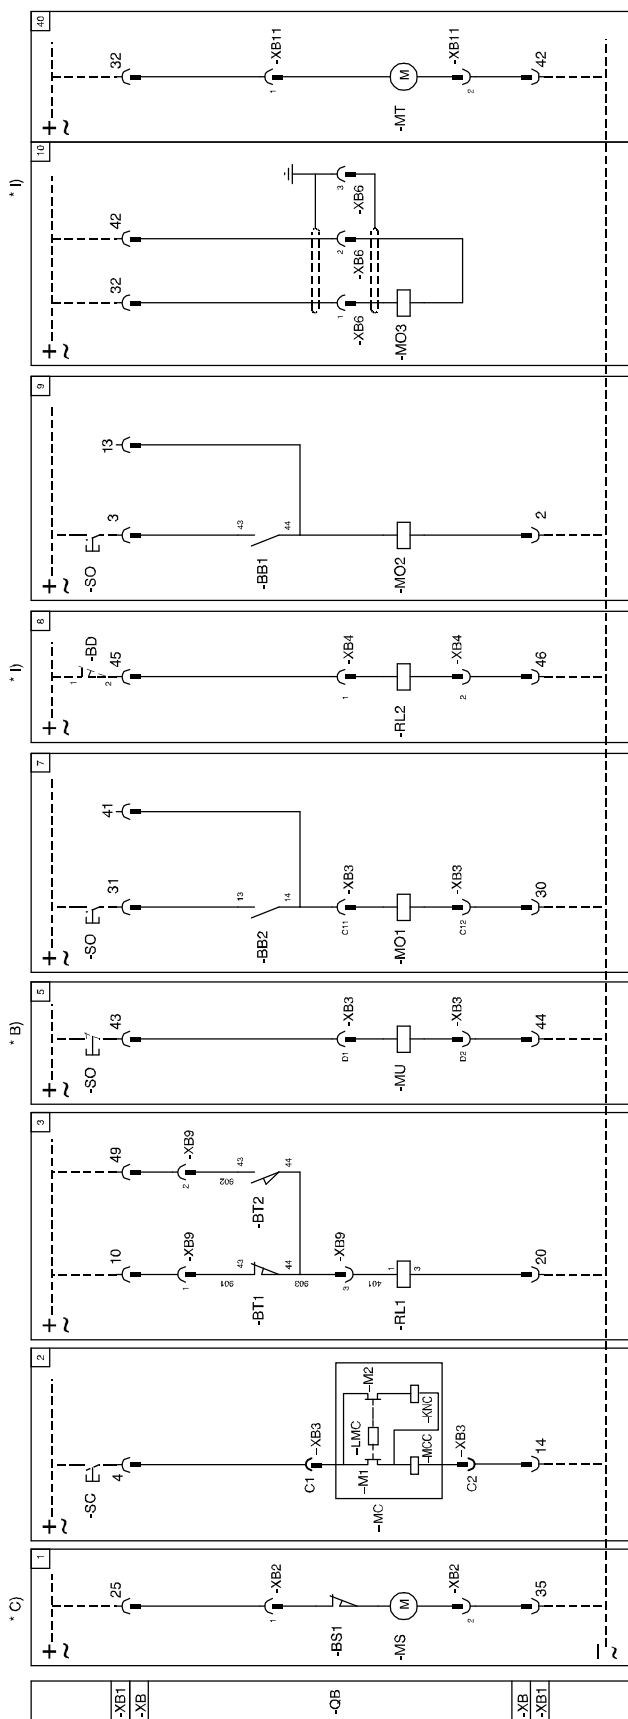 * C)
* B)
* I)
* I)
-XB1
-XB
-QB
-XB
-XB1
1
+ ~
25
-XB2
1
-BS1
M
-MS
-XB2
2
35
— ~
2
+ ~
-SC
4
C1
-XB3
-M1
-LMC
-M2
-MCC
-KNC
-MC
C2
-XB3
14
3
+ ~
10
-XB9
1
901
43
-BT1
44
903
49
-XB9
2
902
43
-BT2
44
-XB9
3
401
1
-RL1
3
20
5
+ ~
-SO
43
D1
-XB3
-MU
D2
-XB3
44
7
+ ~
-SO
31
41
13
-BB2
14
C11
-XB3
-MO1
C12
-XB3
30
8
+ ~
1
-BD
2
45
1
-XB4
-RL2
2
-XB4
46
9
+ ~
-SO
3
13
43
-BB1
44
-MO2
2
10
+ ~
32
42
1
-XB6
2
-XB6
3
-XB6
-MO3
40
+ ~
32
-XB11
1
M
-MT
-XB11
2
42